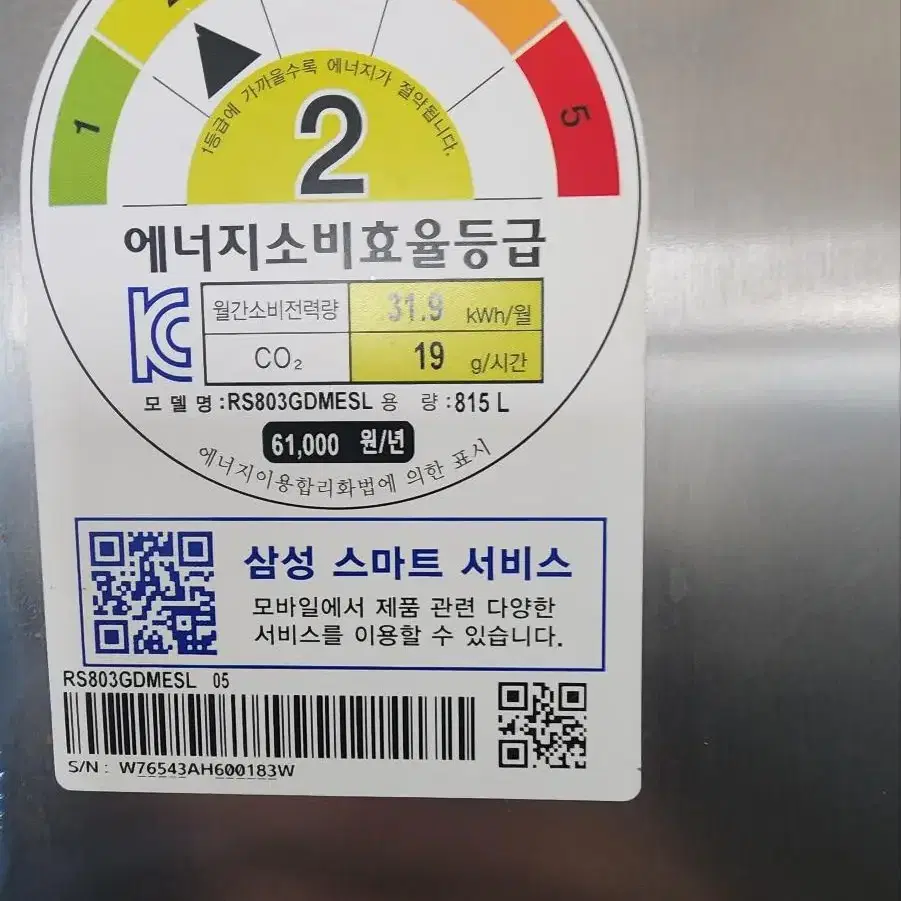 1
5
1등급에 가까울수록 에너지가 절약됩니다.
2
에너지소비효율등급
월간소비전력량 31.9 kWh/월
CO₂ 19 g/시간
모델명:RS803GDMESL 용 량:815 L
61,000 원/년
에너지이용합리화법에 의한 표시
삼성 스마트 서비스
모바일에서 제품 관련 다양한
서비스를 이용할 수 있습니다.
RS803GDMESL 05
S/N : W76543AH600183W